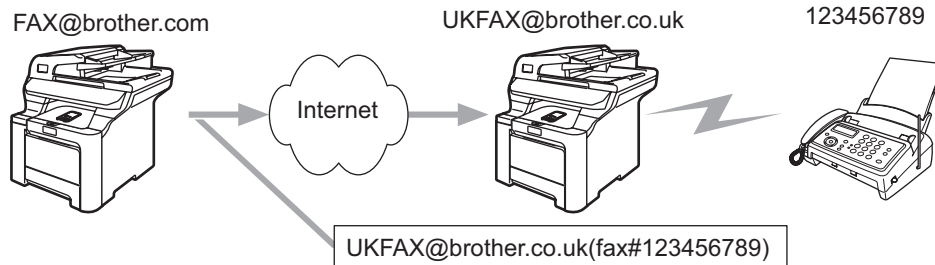 FAX@brother.com
UKFAX@brother.co.uk
123456789
Internet
UKFAX@brother.co.uk(fax#123456789)